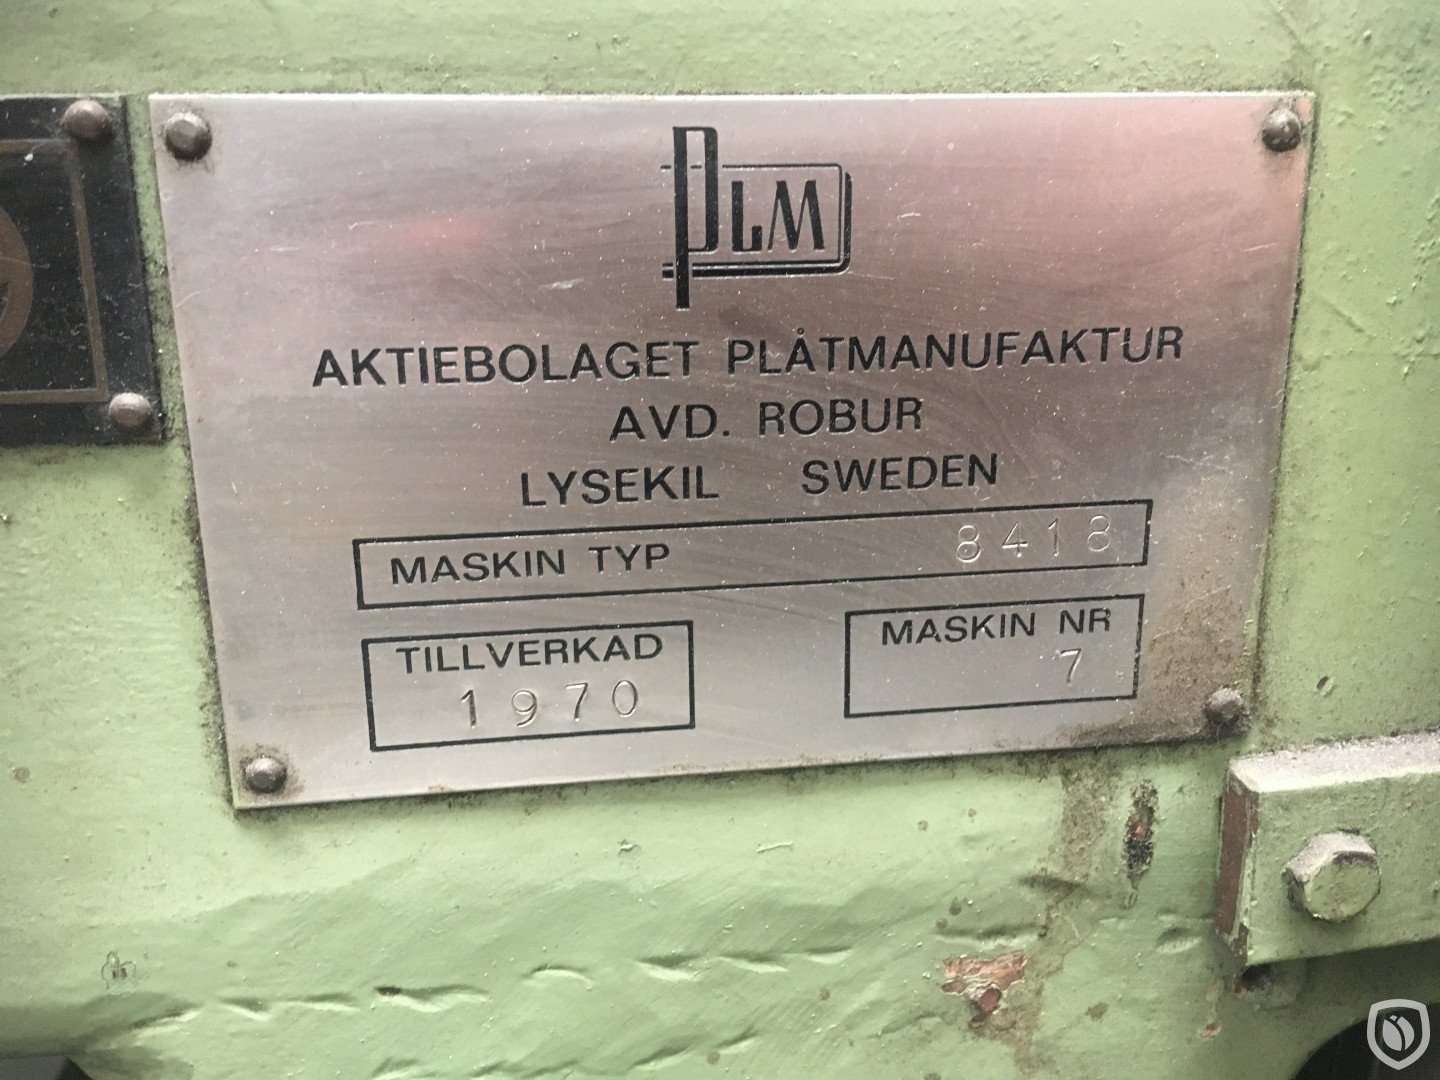 PLM
AKTIEBOLAGET PLÅTMANUFAKTUR
AVD. ROBUR
LYSEKIL SWEDEN
MASKIN TYP 8418
TILLVERKAD
1970
MASKIN NR
7